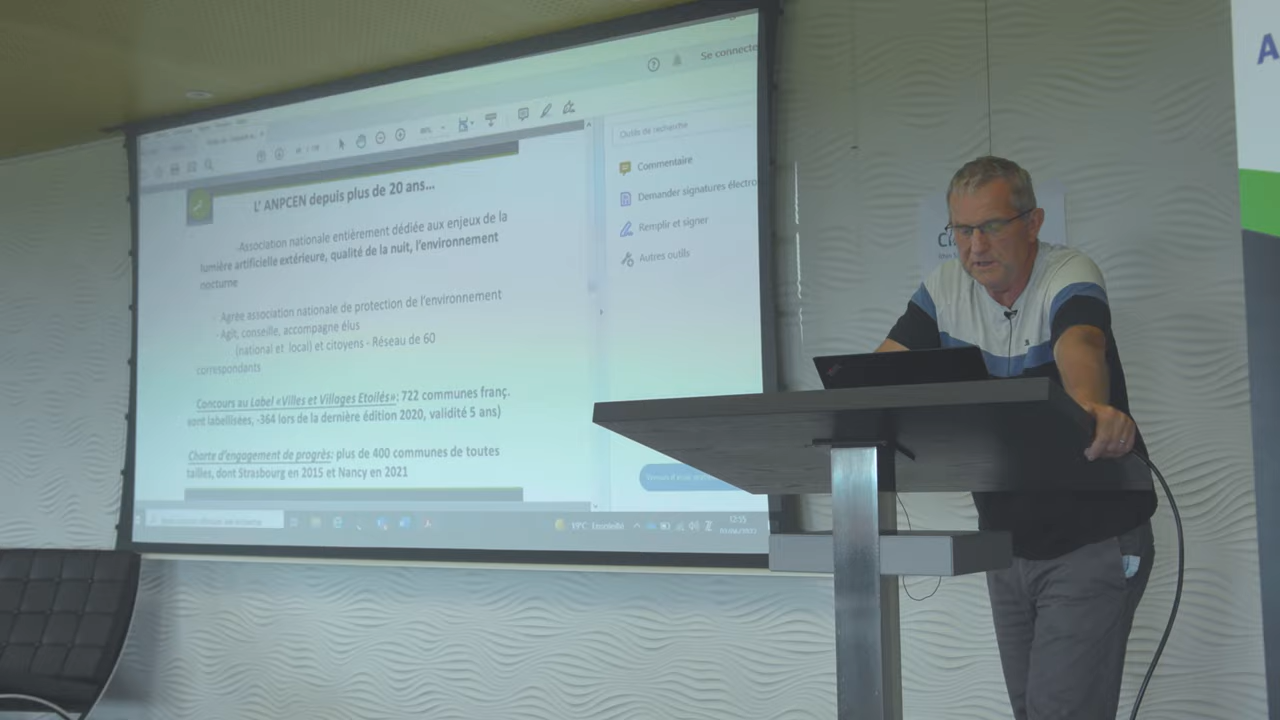 Se connecte
Outils de recherche
Commentaire
Demander signatures électro
Remplir et signer
Autres outils
L' ANPCEN depuis plus de 20 ans...
-Association nationale entièrement dédiée aux enjeux de la
lumière artificielle extérieure, qualité de la nuit, l'environnement
nocturne
Agrée association nationale de protection de l'environnement
- Agit, conseille, accompagne élus
(national et local) et citoyens - Réseau de 60
correspondants
Concours au Label «Villes et Villages Etoilés»: 722 communes franç.
sont labellisées, -364 lors de la dernière édition 2020, validité 5 ans)
Charte d'engagement de progrès: plus de 400 communes de toutes
tailles, dont Strasbourg en 2015 et Nancy en 2021
19°C Ensoleillé
A